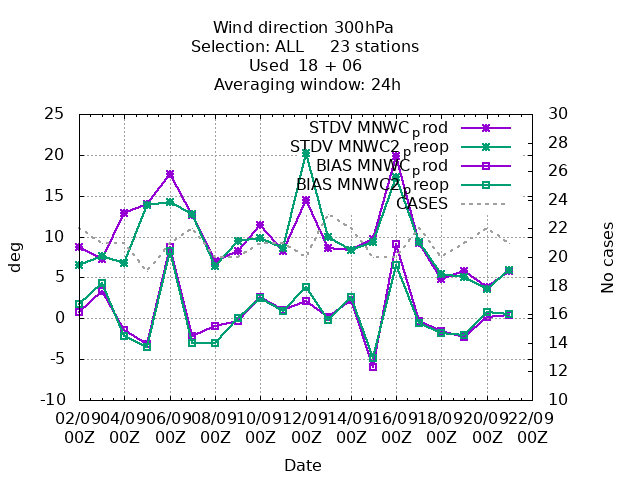 Wind direction 300hPa
Selection: ALL 23 stations
Used 18 + 06
Averaging window: 24h
25 30
28
20 26
15 24
22
10 20
5 18
0 16
-5 14
12
-10 10
deg
No cases
STDV MNWC_prod
STDV MNWC2_preop
BIAS MNWC_prod
BIAS MNWC2_preop
CASES
02/09 04/09 06/09 08/09 10/09 12/09 14/09 16/09 18/09 20/09 22/09
00Z 00Z 00Z 00Z 00Z 00Z 00Z 00Z 00Z 00Z 00Z
Date